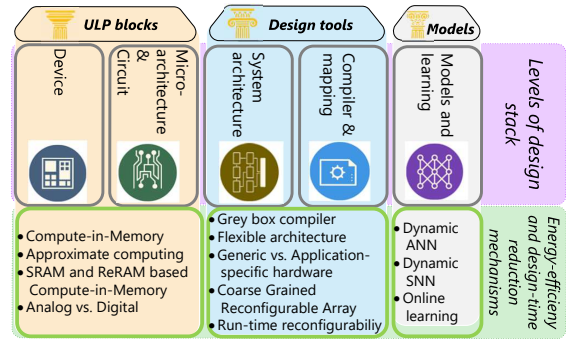 ULP blocks
Design tools
Models
Device
Micro-
architecture
&
Circuit
System
architecture
Compiler &
mapping
Models and
learning
Levels of design
stack
• Compute-in-Memory
• Approximate computing
• SRAM and ReRAM based
Compute-in-Memory
• Analog vs. Digital
• Grey box compiler
• Flexible architecture
• Generic vs. Application-
specific hardware
• Coarse Grained
Reconfigurable Array
• Run-time reconfigurabiliy
• Dynamic
ANN
• Dynamic
SNN
• Online
learning
Energy-efficieny
and design-time
reduction
mechanisms